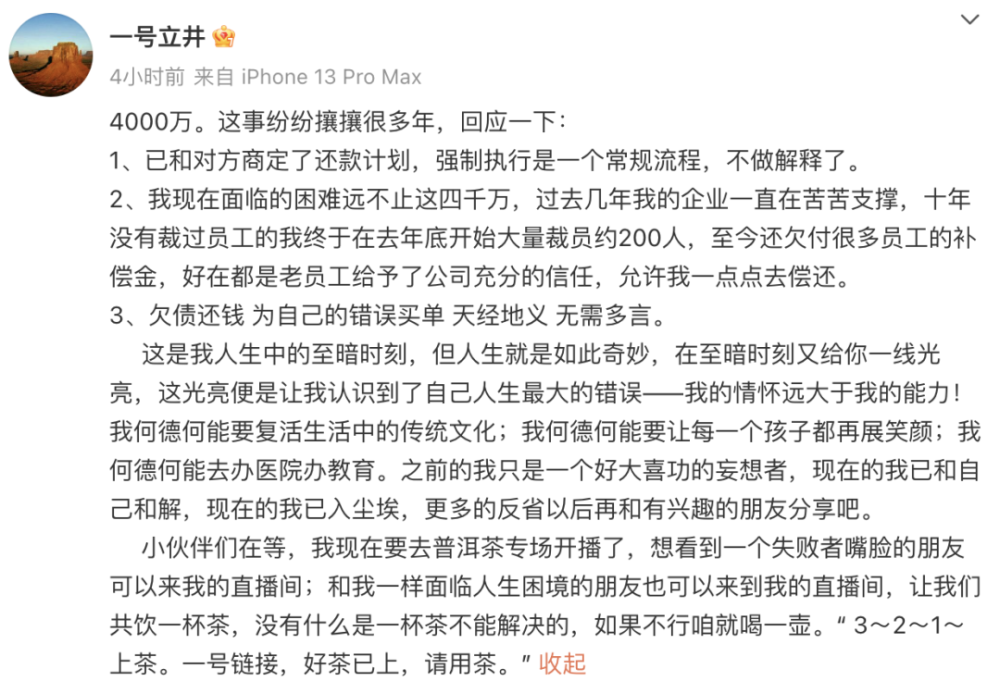 一号立井
4小时前 来自 iPhone 13 Pro Max
4000万。这事纷纷攘攘很多年，回应一下：
1、已和对方商定了还款计划，强制执行是一个常规流程，不做解释了。
2、我现在面临的困难远不止这四千万，过去几年我的企业一直在苦苦支撑，十年
没有裁过员工的我终于在去年底开始大量裁员约200人，至今还欠付很多员工的补
偿金，好在都是老员工给予了公司充分的信任，允许我一点点去偿还。
3、欠债还钱 为自己的错误买单 天经地义 无需多言。
这是我人生中的至暗时刻，但人生就是如此奇妙，在至暗时刻又给你一线光
亮，这光亮便是让我认识到了自己人生最大的错误——我的情怀远大于我的能力！
我何德何能要复活生活中的传统文化；我何德何能要让每一个孩子都再展笑颜；我
何德何能去办医院办教育。之前的我只是一个好大喜功的妄想者，现在的我已和自
己和解，现在的我已入尘埃，更多的反省以后再和有兴趣的朋友分享吧。
小伙伴们在等，我现在要去普洱茶专场开播了，想看到一个失败者嘴脸的朋友
可以来我的直播间；和我一样面临人生困境的朋友也可以来到我的直播间，让我们
共饮一杯茶，没有什么是一杯茶不能解决的，如果不行咱就喝一壶。“ 3～2～1～
上茶。一号链接，好茶已上，请用茶。” 收起